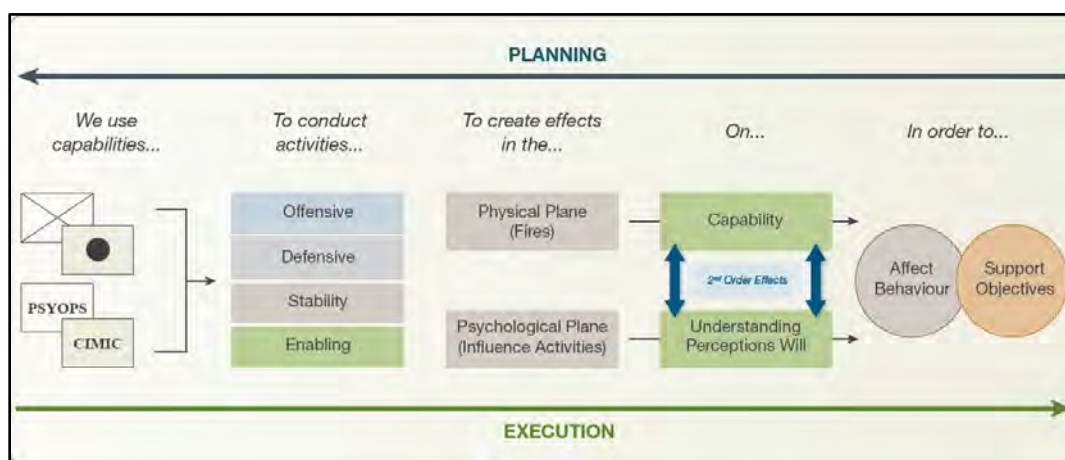 PLANNING
We use
capabilities...
To conduct
activities...
To create effects
in the...
On...
In order to...
PSYOPS
CIMIC
Offensive
Defensive
Stability
Enabling
Physical Plane
(Fires)
Psychological Plane
(Influence Activities)
Capability
2nd Order Effects
Understanding
Perceptions Will
Affect
Behaviour
Support
Objectives
EXECUTION